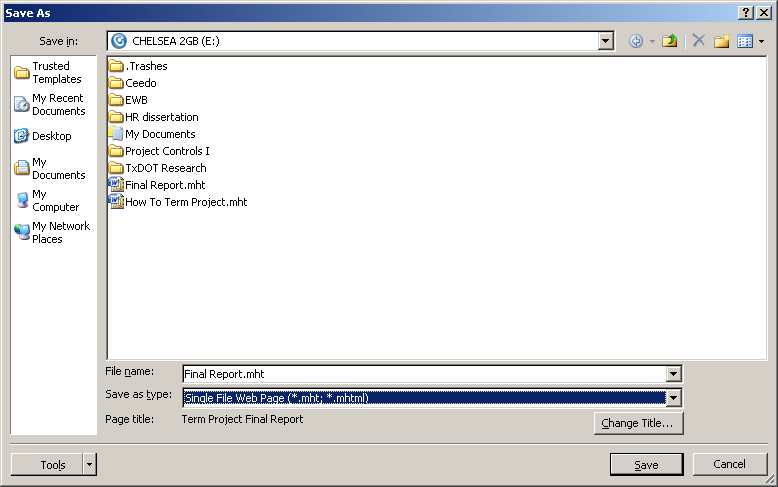 Save As
Save in:
CHELSEA 2GB (E:)
Trusted
Templates
My Recent
Documents
Desktop
My
Documents
My
Computer
My Network
Places
.Trashes
Ceedo
EWB
HR dissertation
My Documents
Project Controls I
TxDOT Research
Final Report.mht
How To Term Project.mht
File name:
Final Report.mht
Save as type:
Single File Web Page (*.mht; *.mhtml)
Page title:
Term Project Final Report
Change Title...
Tools
Save
Cancel